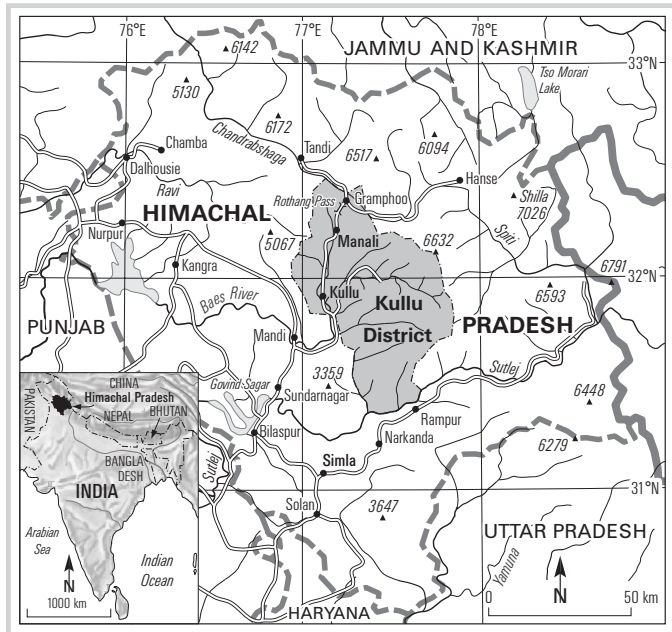 76°E
77°E
78°E
6142
JAMMU AND KASHMIR
33°N
5130
Tso Morari
Lake
6172
Chandrabshaga
6094
Chamba
Tandi
6517
Dalhousie
Hanse
Ravi
Rothang Pass
Gramphoo
Shilla
7026
HIMACHAL
Nurpur
5067
Manali
Spiti
6632
Kangra
6791
32°N
Kullu
6593
Baes River
Kullu
District
PRADESH
PUNJAB
Mandi
Sutlej
Govind Sagar
3359
Sundarnagar
6448
Rampur
Bilaspur
Narkanda
6279
Simla
31°N
Solan
3647
UTTAR PRADESH
Yamuna
HARYANA
N
0
50 km
CHINA
Himachal Pradesh
PAKISTAN
NEPAL
BHUTAN
BANGLA
DESH
Sutlej
INDIA
Arabian
Sea
Indian
Ocean
N
1000 km